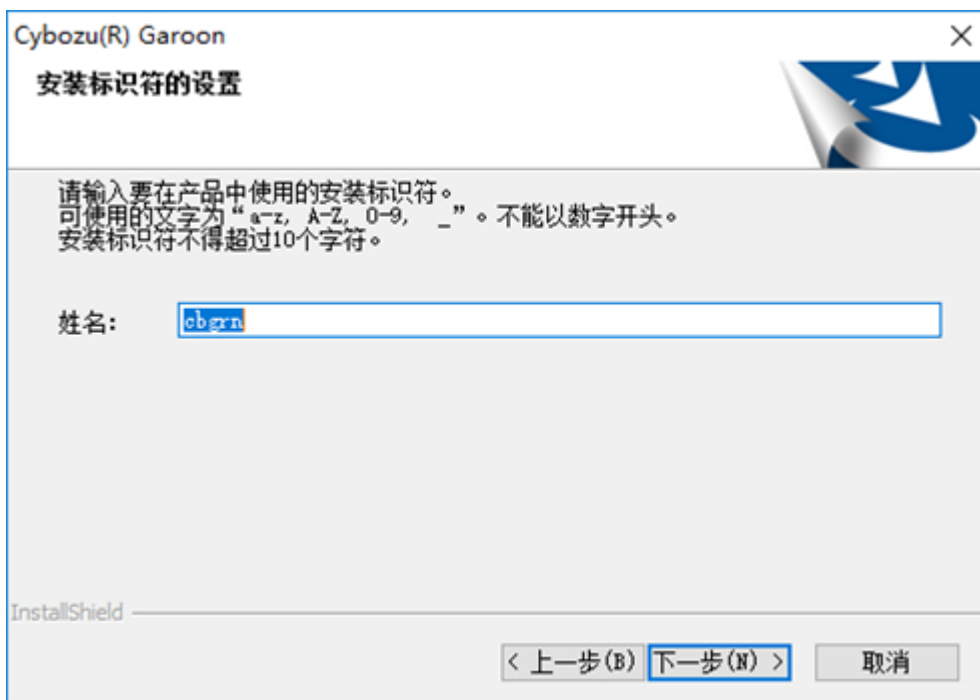 Cybozu(R) Garoon
安装标识符的设置
请输入要在产品中使用的安装标识符。
可使用的文字为“a-z, A-Z, 0-9, _”。不能以数字开头。
安装标识符不得超过10个字符。
姓名: cbgrn
InstallShield
< 上一步(B) 下一步(N) > 取消